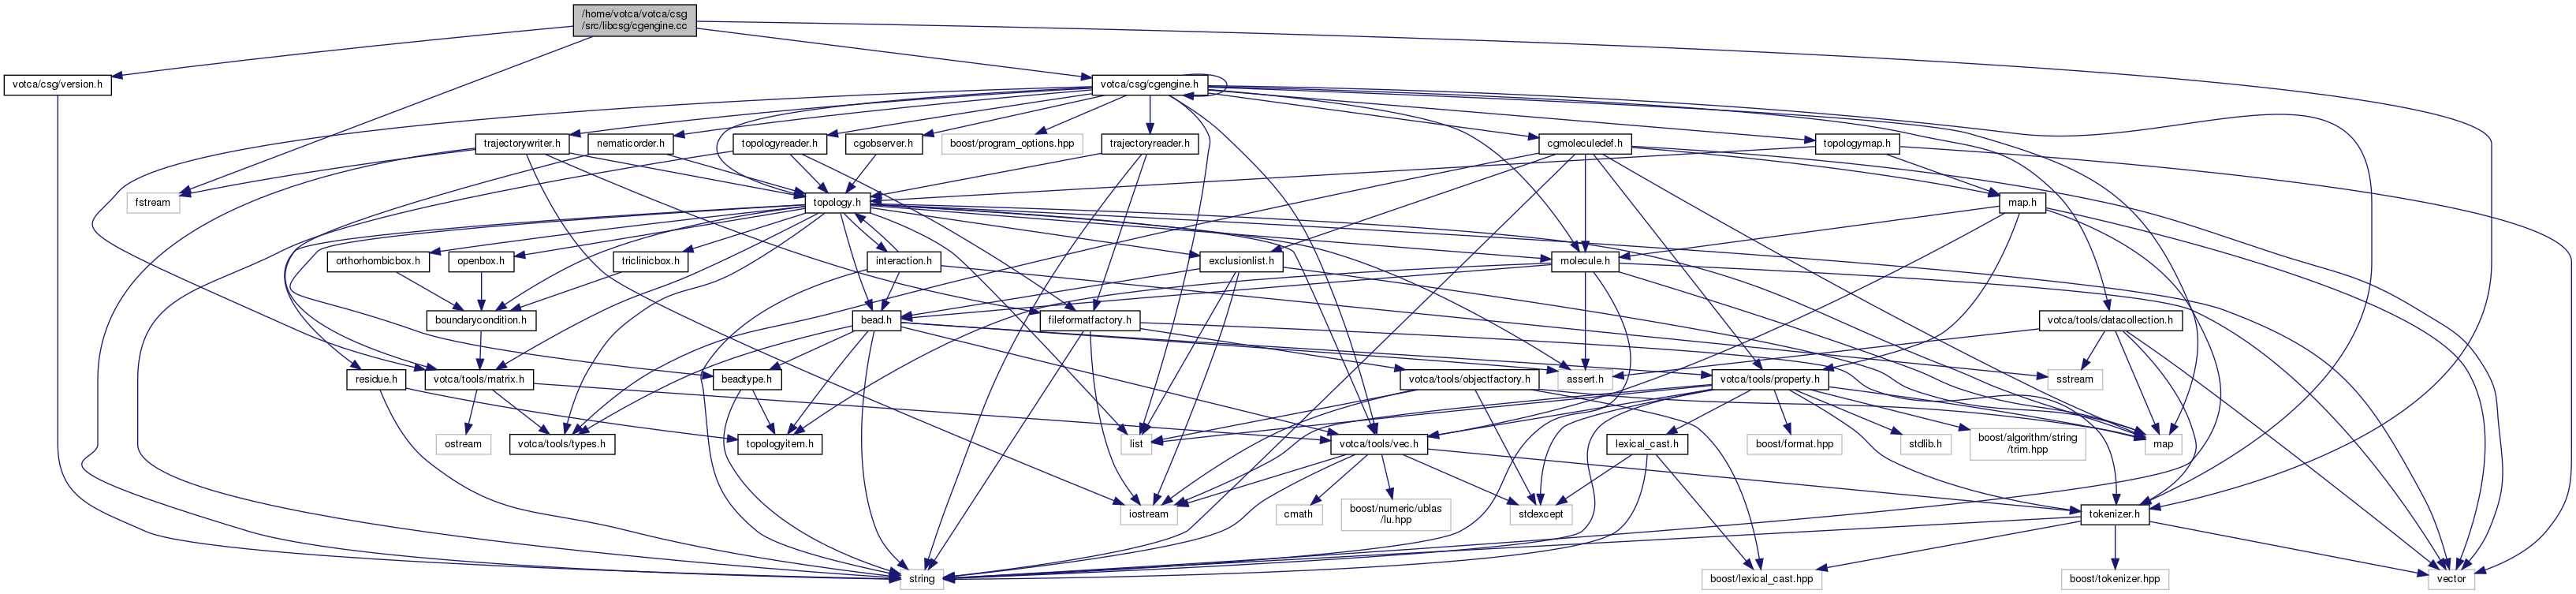 /home/votca/votca/csg
/src/libcsg/cgengine.cc
votca/csg/version.h
votca/csg/cgengine.h
trajectorywriter.h
nematicorder.h
topologyreader.h
cgobserver.h
boost/program_options.hpp
trajectoryreader.h
cgmoleculedef.h
topologymap.h
fstream
topology.h
map.h
orthorhombicbox.h
openbox.h
triclinicbox.h
interaction.h
exclusionlist.h
molecule.h
boundarycondition.h
bead.h
fileformatfactory.h
votca/tools/datacollection.h
residue.h
votca/tools/matrix.h
beadtype.h
votca/tools/objectfactory.h
assert.h
votca/tools/property.h
sstream
ostream
votca/tools/types.h
topologyitem.h
list
votca/tools/vec.h
lexical_cast.h
boost/format.hpp
stdlib.h
boost/algorithm/string
/trim.hpp
map
iostream
cmath
boost/numeric/ublas
/lu.hpp
stdexcept
tokenizer.h
string
boost/lexical_cast.hpp
boost/tokenizer.hpp
vector